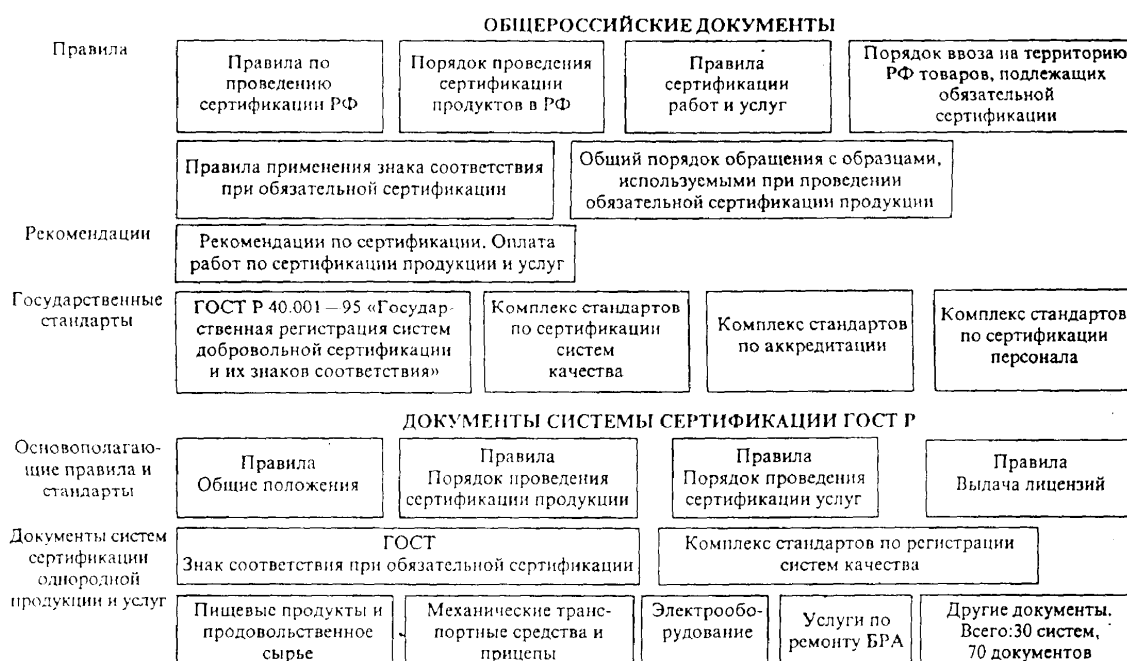 ОБЩЕРОССИЙСКИЕ ДОКУМЕНТЫ
Правила
Правила по
проведению
сертификации РФ
Порядок проведения
сертификации
продуктов в РФ
Правила
сертификации
работ и услуг
Порядок ввоза на территорию
РФ товаров, подлежащих
обязательной
сертификации
Правила применения знака соответствия
при обязательной сертификации
Общий порядок обращения с образцами,
используемыми при проведении
обязательной сертификации продукции
Рекомендации
Рекомендации по сертификации. Оплата
работ по сертификации продукции и услуг
Государственные
стандарты
ГОСТ Р 40.001 – 95 «Государ-
ственная регистрация систем
добровольной сертификации
и их знаков соответствия»
Комплекс стандартов
по сертификации
систем
качества
Комплекс стандартов
по аккредитации
Комплекс стандартов
по сертификации
персонала
ДОКУМЕНТЫ СИСТЕМЫ СЕРТИФИКАЦИИ ГОСТ Р
Основополагаю-
щие правила и
стандарты
Правила
Общие положения
Правила
Порядок проведения
сертификации продукции
Правила
Порядок проведения
сертификации услуг
Правила
Выдача лицензий
Документы систем
сертификации
однородной
продукции и услуг
ГОСТ
Знак соответствия при обязательной сертификации
Комплекс стандартов по регистрации
систем качества
Пищевые продукты и
продовольственное
сырье
Механические транс-
портные средства и
прицепы
Электрообо-
рудование
Услуги по
ремонту БРА
Другие документы.
Всего:30 систем,
70 документов